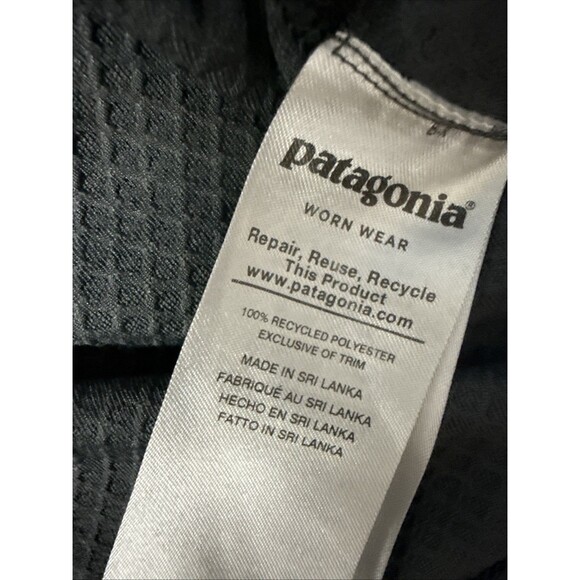 patagonia®
WORN WEAR
Repair, Reuse, Recycle
This Product
www.patagonia.com
100% RECYCLED POLYESTER
EXCLUSIVE OF TRIM
MADE IN SRI LANKA
FABRIQUÉ AU SRI LANKA
HECHO EN SRI LANKA
FATTO IN SRI LANKA